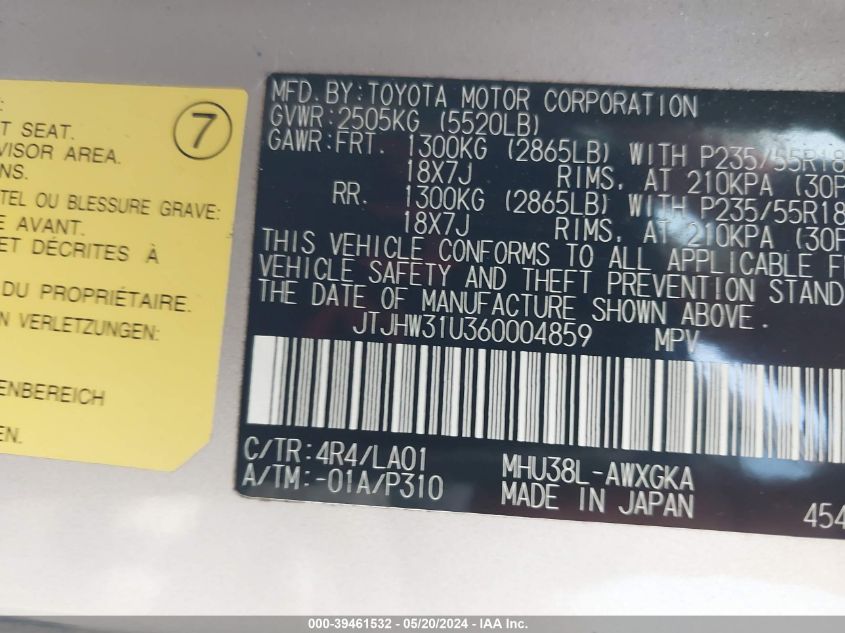 :
T SEAT.
VISOR AREA.
NS.
TEL OU BLESSURE GRAVE:
E AVANT.
ET DÉCRITES À
DU PROPRIÉTAIRE.
N VERLETZUNGEN:
ENBEREICH
EN.
7
MFD. BY: TOYOTA MOTOR CORPORATION
GVWR: 2505KG (5520LB)
GAWR: FRT. 1300KG (2865LB) WITH P235/55R18
18X7J RIMS, AT 210KPA (30P
RR. 1300KG (2865LB) WITH P235/55R18
18X7J RIMS, AT 210KPA (30P
THIS VEHICLE CONFORMS TO ALL APPLICABLE F
VEHICLE SAFETY AND THEFT PREVENTION STAND
THE DATE OF MANUFACTURE SHOWN ABOVE.
JTJHW31U360004859 MPV
C/TR: 4R4/LA01 MHU38L-AWXGKA
A/TM: -01A/P310 MADE IN JAPAN 454
000-39461532 - 05/20/2024 - IAA Inc.